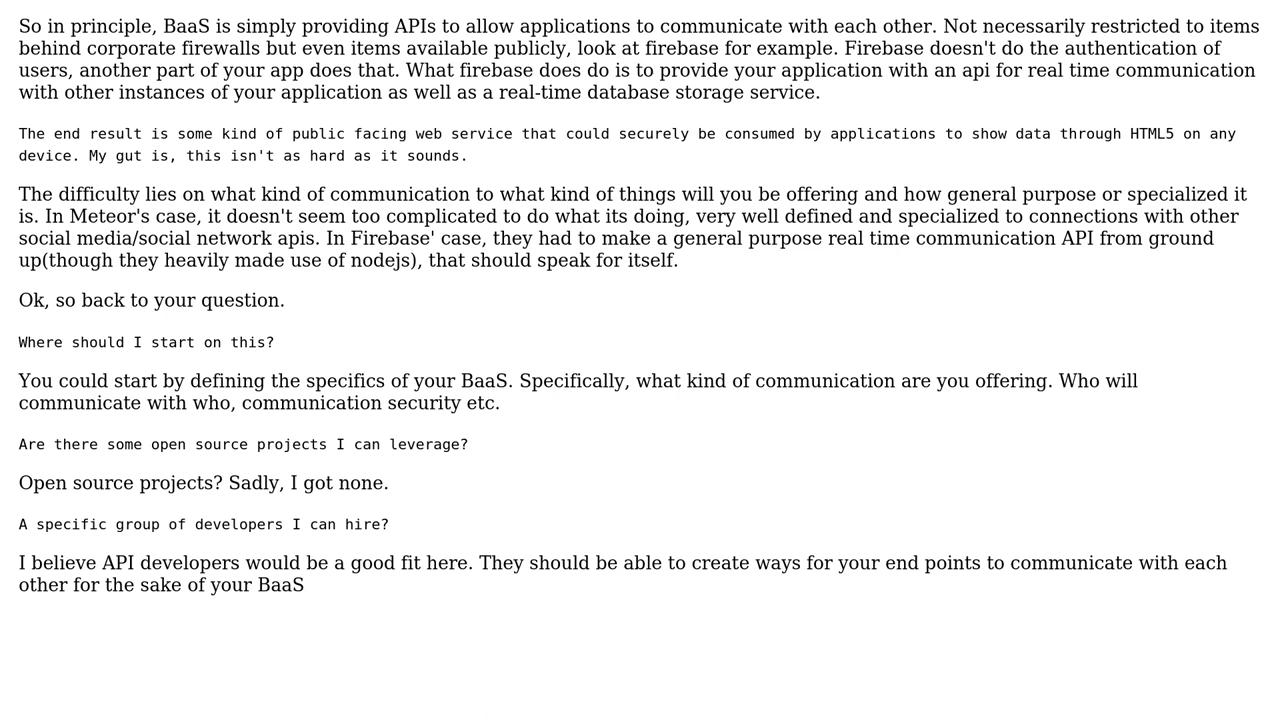 So in principle, BaaS is simply providing APIs to allow applications to communicate with each other. Not necessarily restricted to items
behind corporate firewalls but even items available publicly, look at firebase for example. Firebase doesn't do the authentication of
users, another part of your app does that. What firebase does do is to provide your application with an api for real time communication
with other instances of your application as well as a real-time database storage service.
The end result is some kind of public facing web service that could securely be consumed by applications to show data through HTML5 on any
device. My gut is, this isn't as hard as it sounds.
The difficulty lies on what kind of communication to what kind of things will you be offering and how general purpose or specialized it
is. In Meteor's case, it doesn't seem too complicated to do what its doing, very well defined and specialized to connections with other
social media/social network apis. In Firebase' case, they had to make a general purpose real time communication API from ground
up(though they heavily made use of nodejs), that should speak for itself.
Ok, so back to your question.
Where should I start on this?
You could start by defining the specifics of your BaaS. Specifically, what kind of communication are you offering. Who will
communicate with who, communication security etc.
Are there some open source projects I can leverage?
Open source projects? Sadly, I got none.
A specific group of developers I can hire?
I believe API developers would be a good fit here. They should be able to create ways for your end points to communicate with each
other for the sake of your BaaS